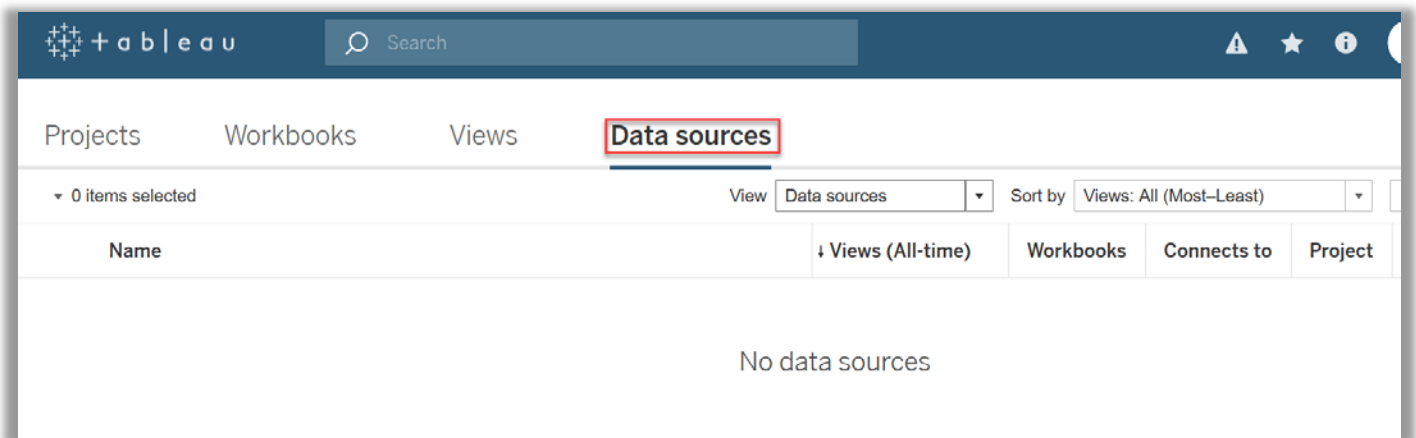 +ableau Search
Projects Workbooks Views Data sources
0 items selected View Data sources Sort by Views: All (Most–Least)
Name ↓ Views (All-time) Workbooks Connects to Project
No data sources